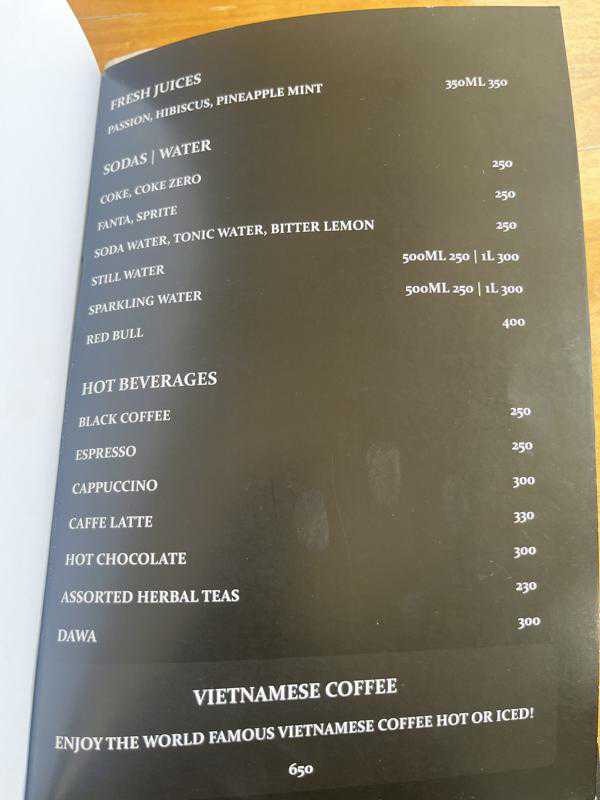 FRESH JUICES
PASSION, HIBISCUS, PINEAPPLE MINT 350ML 350
SODAS | WATER
COKE, COKE ZERO 250
FANTA, SPRITE 250
SODA WATER, TONIC WATER, BITTER LEMON 250
STILL WATER 500ML 250 | 1L 300
SPARKLING WATER 500ML 250 | 1L 300
RED BULL 400
HOT BEVERAGES
BLACK COFFEE 250
ESPRESSO 250
CAPPUCCINO 300
CAFFE LATTE 330
HOT CHOCOLATE 300
ASSORTED HERBAL TEAS 230
DAWA 300
VIETNAMESE COFFEE
ENJOY THE WORLD FAMOUS VIETNAMESE COFFEE HOT OR ICED!
650